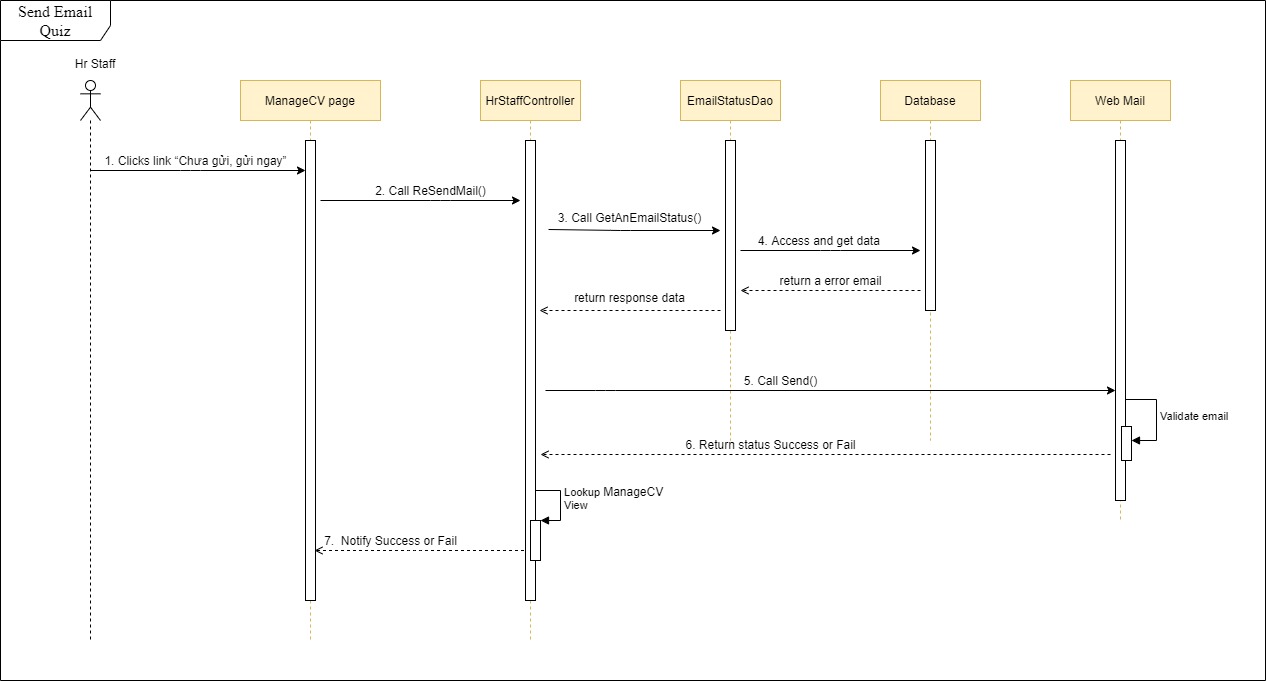 Send Email
Quiz
Hr Staff
ManageCV page
HrStaffController
EmailStatusDao
Database
Web Mail
1. Clicks link “Chưa gửi, gửi ngay”
2. Call ReSendMail()
3. Call GetAnEmailStatus()
4. Access and get data
return a error email
return response data
5. Call Send()
Validate email
6. Return status Success or Fail
Lookup ManageCV
View
7.  Notify Success or Fail